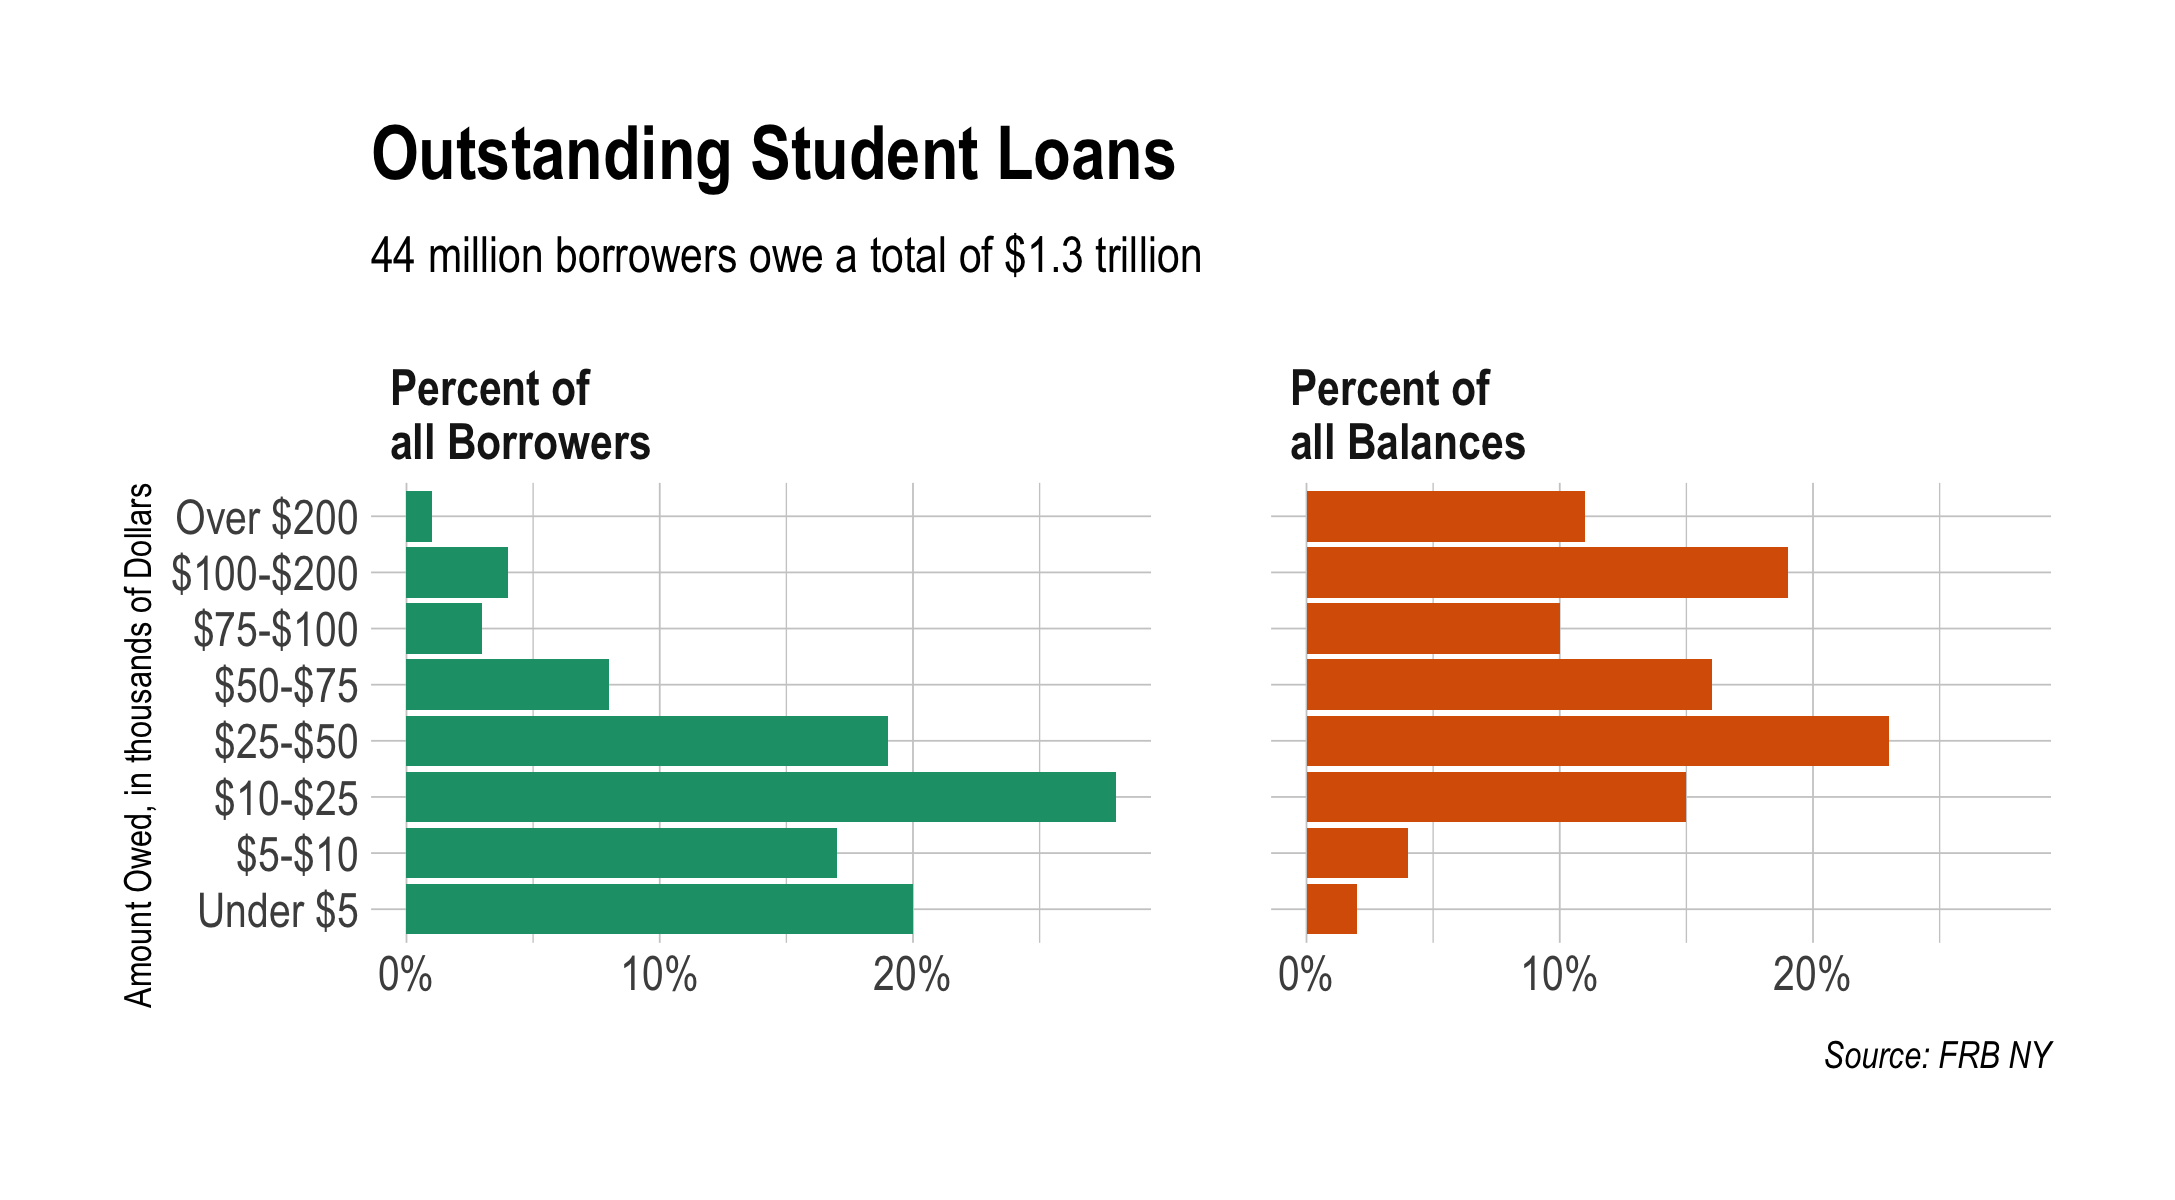 Outstanding Student Loans
44 million borrowers owe a total of $1.3 trillion
Percent of
all Borrowers
Percent of
all Balances
Amount Owed, in thousands of Dollars
Over $200
$100-$200
$75-$100
$50-$75
$25-$50
$10-$25
$5-$10
Under $5
0% 10% 20%
0% 10% 20%
Source: FRB NY